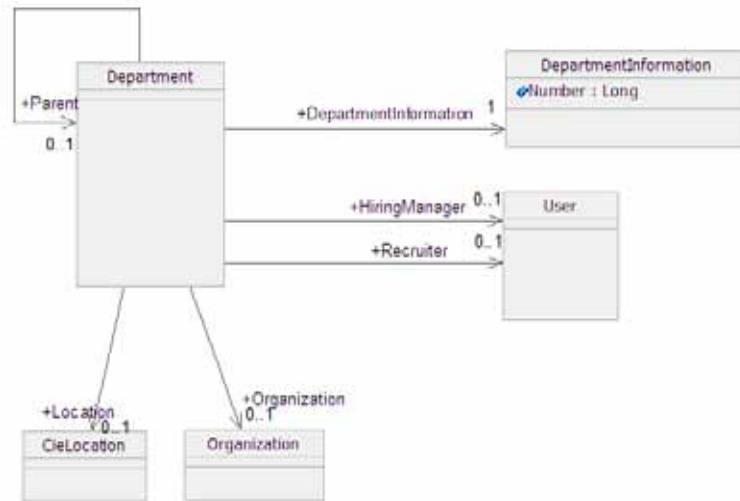 Department
DepartmentInformation
Number : Long
+Parent
0..1
+DepartmentInformation
1
+HiringManager
0..1
User
+Recruiter
0..1
+Location
0..1
+Organization
0..1
CieLocation
Organization